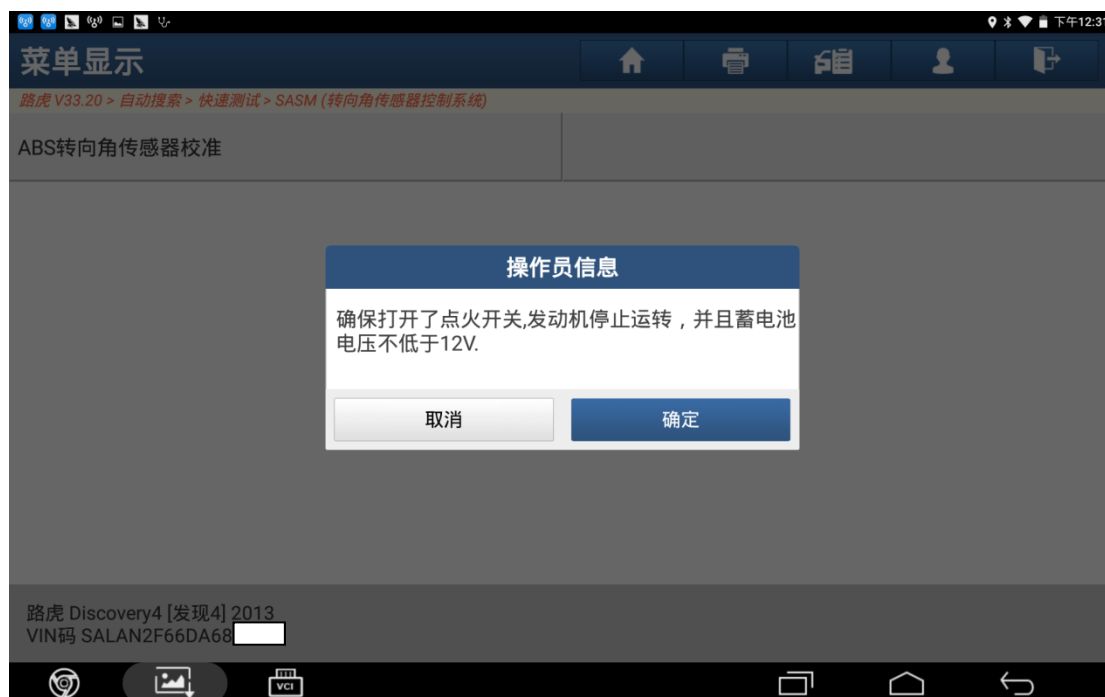 下午12:31
菜单显示
路虎 V33.20 > 自动搜索 > 快速测试 > SASM (转向角传感器控制系统)
ABS转向角传感器校准
操作员信息
确保打开了点火开关,发动机停止运转，并且蓄电池
电压不低于12V.
取消
确定
路虎 Discovery4 [发现4] 2013
VIN码 SALAN2F66DA68
VCI